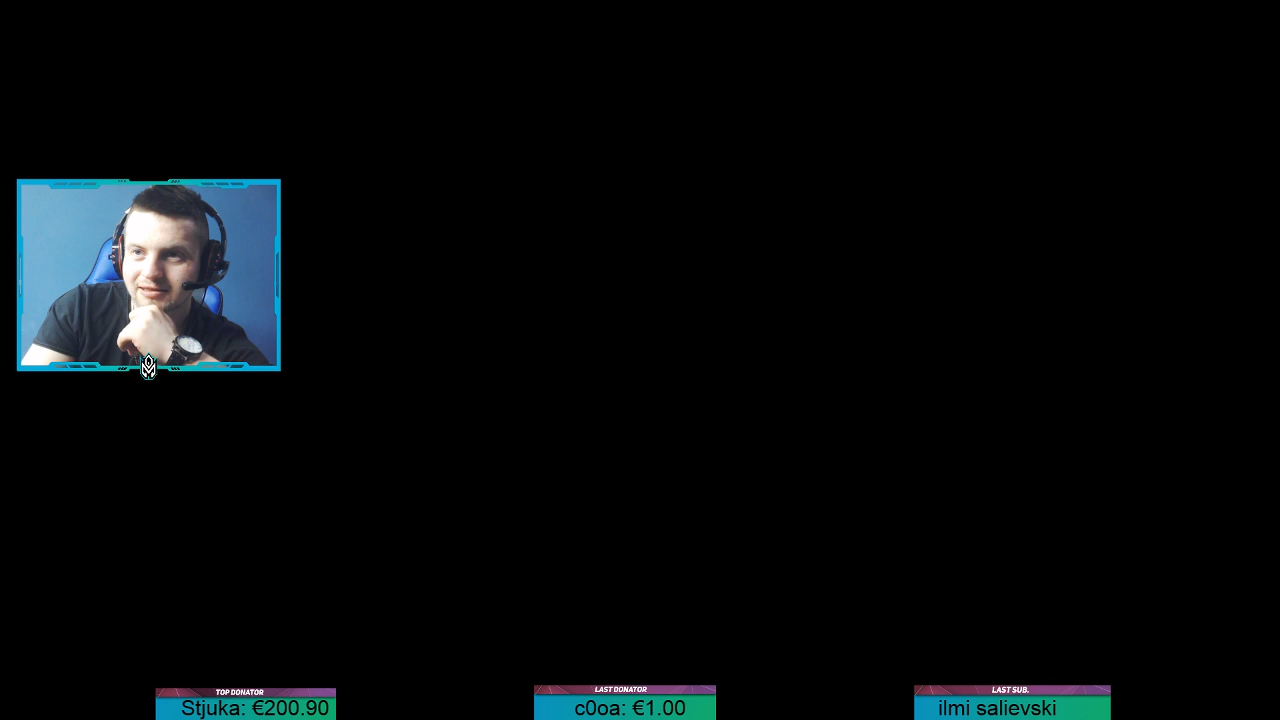 TOP DONATOR
Stjuka: €200.90
LAST DONATOR
c0oa: €1.00
LAST SUB.
ilmi salievski